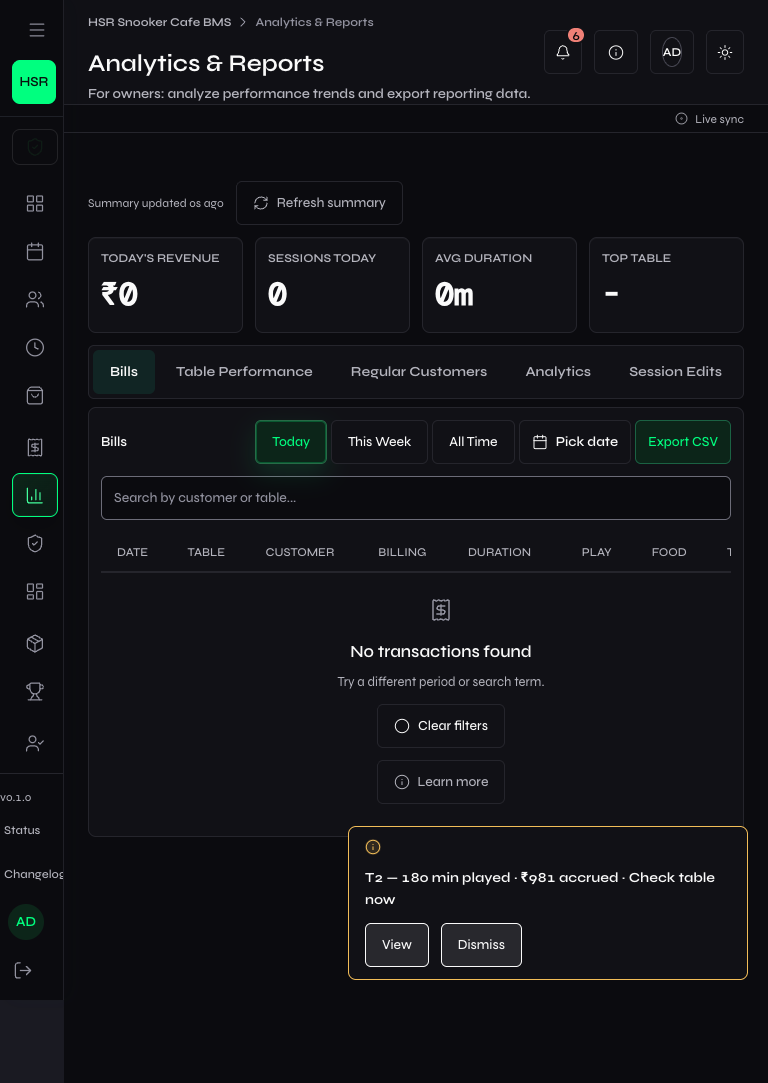 HSR Snooker Cafe BMS > Analytics & Reports
6
AD
Analytics & Reports
For owners: analyze performance trends and export reporting data.
HSR
Live sync
Summary updated 0s ago
Refresh summary
TODAY'S REVENUE
₹0
SESSIONS TODAY
0
AVG DURATION
0m
TOP TABLE
-
Bills
Table Performance
Regular Customers
Analytics
Session Edits
Bills
Today
This Week
All Time
Pick date
Export CSV
Search by customer or table...
DATE TABLE CUSTOMER BILLING DURATION PLAY FOOD
No transactions found
Try a different period or search term.
Clear filters
Learn more
v0.1.0
Status
Changelog
AD
T2 — 180 min played · ₹981 accrued · Check table
now
View
Dismiss